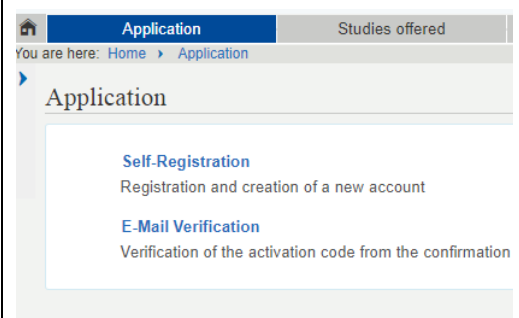 Application Studies offered
You are here: Home › Application
Application
Self-Registration
Registration and creation of a new account
E-Mail Verification
Verification of the activation code from the confirmation